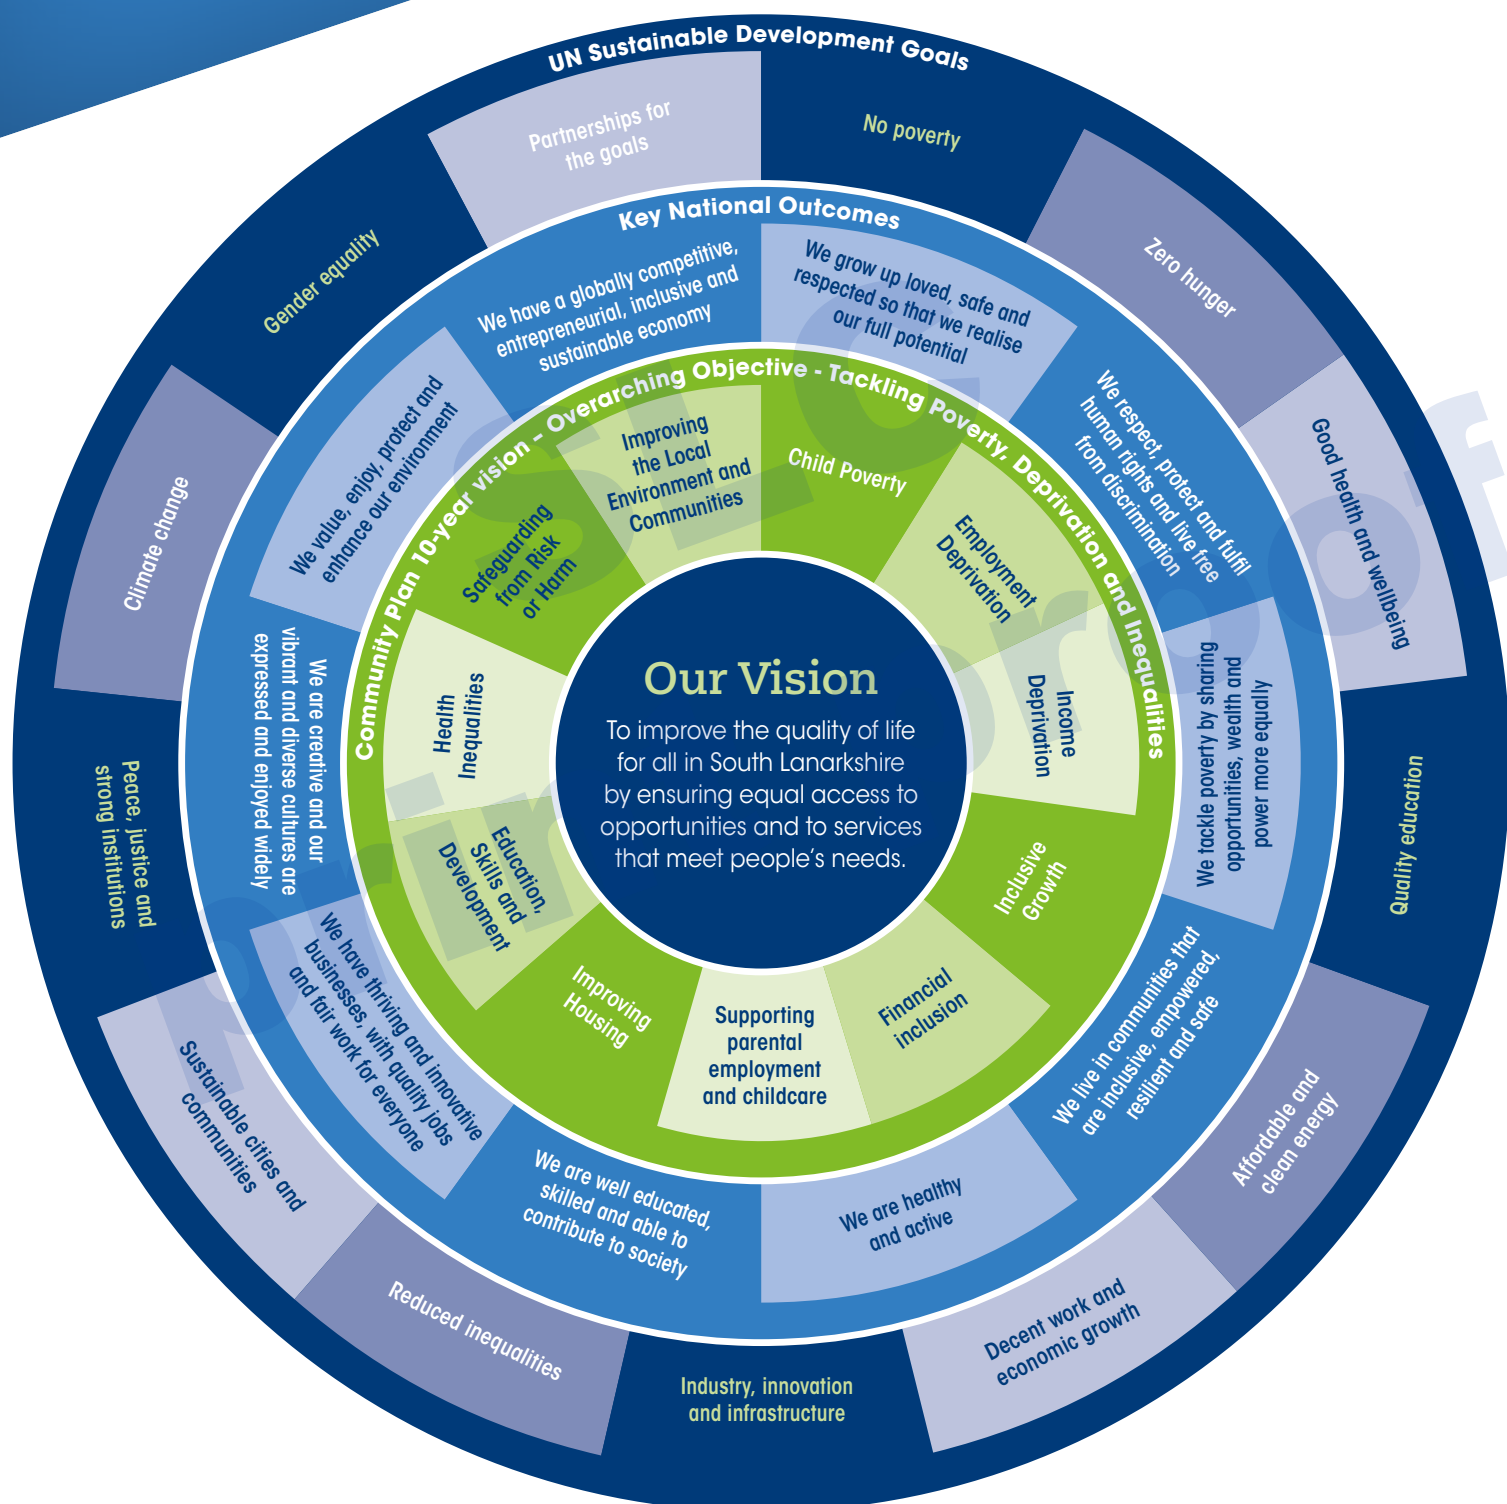 UN Sustainable Development Goals
No poverty
Zero hunger
Good health and wellbeing
Quality education
Affordable and
clean energy
Decent work and
economic growth
Industry, innovation
and infrastructure
Reduced inequalities
Sustainable cities and
communities
Peace, justice and
strong institutions
Climate change
Gender equality
Partnerships for
the goals
Key National Outcomes
We grow up loved, safe and
respected so that we realise
our full potential
We respect, protect and fulfil
human rights and live free
from discrimination
We tackle poverty by sharing
opportunities, wealth and
power more equally
We live in communities that
are inclusive, empowered,
resilient and safe
We are healthy
and active
We are well educated,
skilled and able to
contribute to society
We have thriving and innovative
businesses, with quality jobs
and fair work for everyone
We are creative and our
vibrant and diverse cultures are
expressed and enjoyed widely
We value, enjoy, protect and
enhance our environment
We have a globally competitive,
entrepreneurial, inclusive and
sustainable economy
Community Plan 10-year vision – Overarching Objective - Tackling Poverty, Deprivation and Inequalities
Child Poverty
Employment
Deprivation
Income
Deprivation
Inclusive
Growth
Financial
inclusion
Supporting
parental
employment
and childcare
Improving
Housing
Education,
Skills and
Development
Health
Inequalities
Safeguarding
from Risk
or Harm
Improving
the Local
Environment and
Communities
Our Vision
To improve the quality of life
for all in South Lanarkshire
by ensuring equal access to
opportunities and to services
that meet people's needs.
SLC
print proof